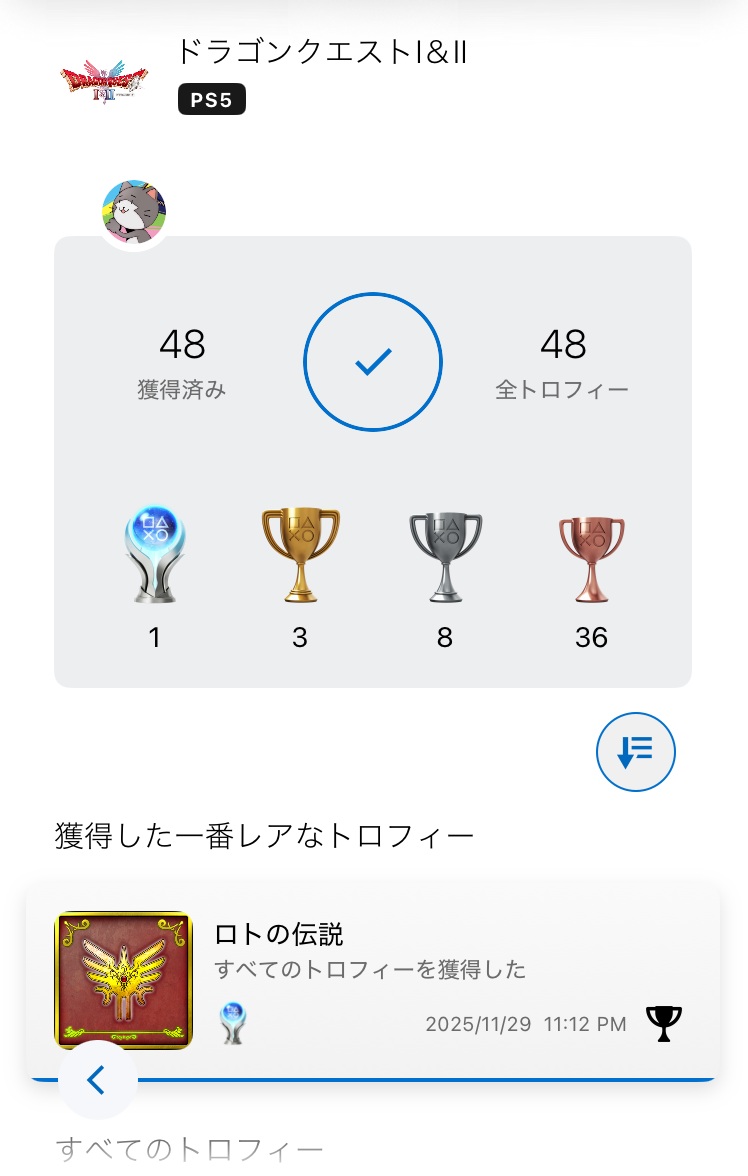 ドラゴンクエストI&II
DRAGON QUEST
I&II
PS5
48
獲得済み
48
全トロフィー
1
3
8
36
獲得した一番レアなトロフィー
ロトの伝説
すべてのトロフィーを獲得した
2025/11/29 11:12 PM
すべてのトロフィー